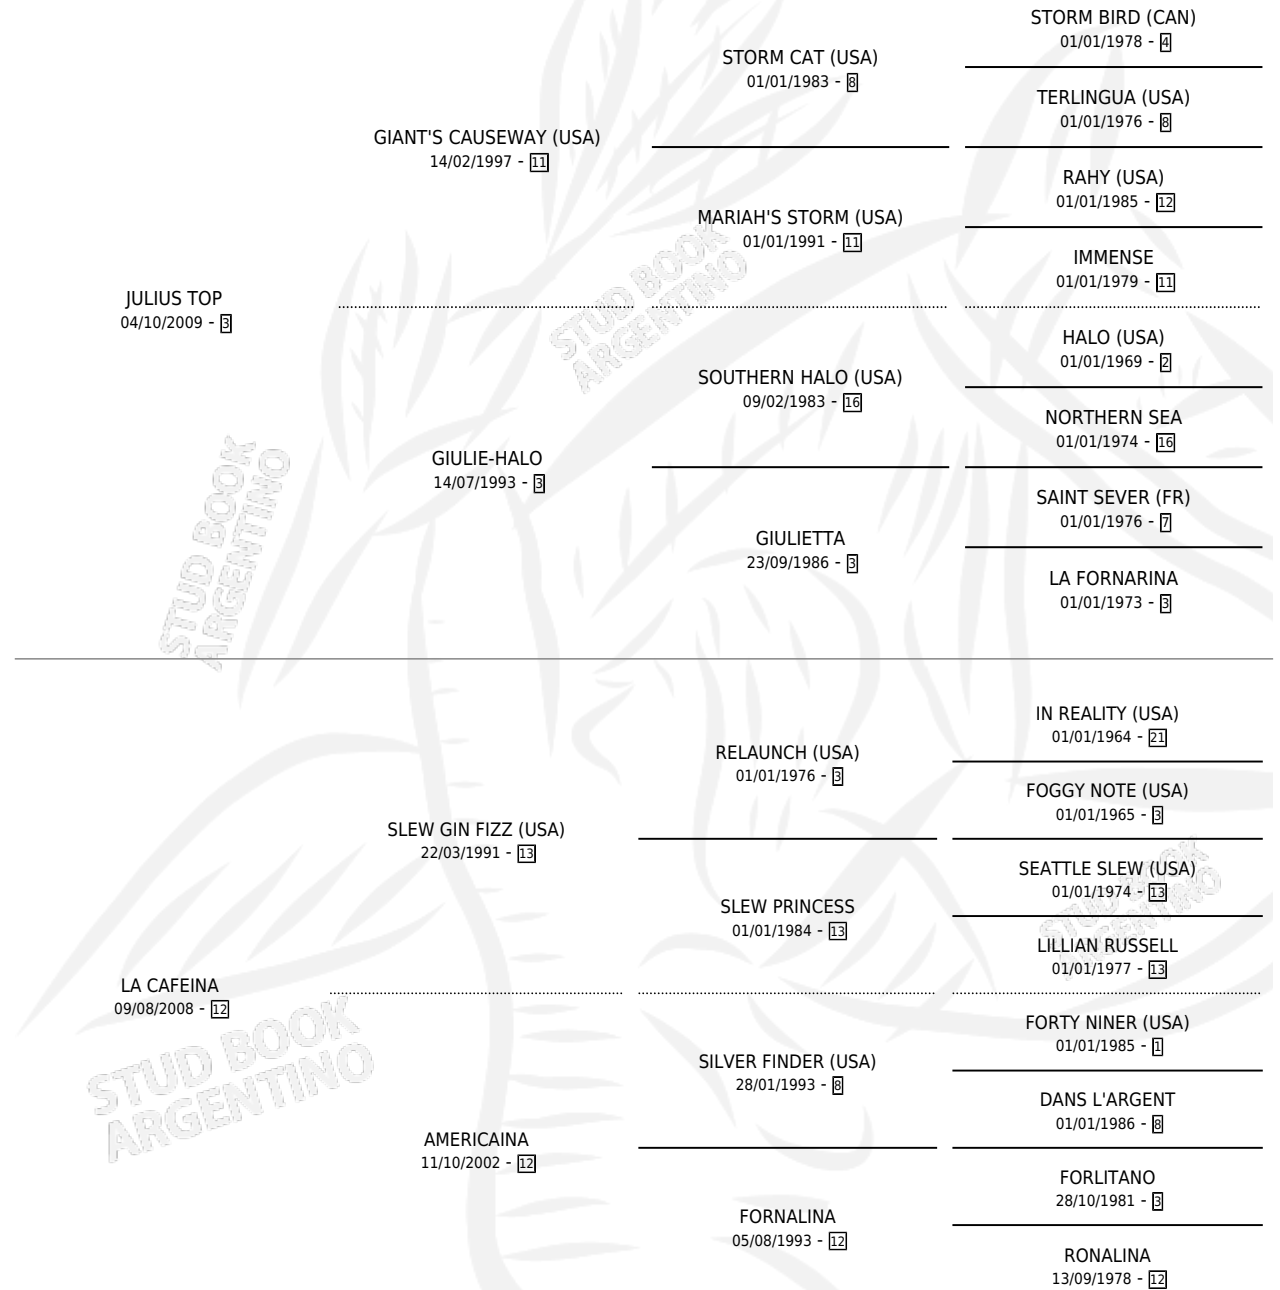 STORM BIRD (CAN)
01/01/1978 - 4
STORM CAT (USA)
01/01/1983 - 8
TERLINGUA (USA)
01/01/1976 - 8
GIANT'S CAUSEWAY (USA)
14/02/1997 - 11
RAHY (USA)
01/01/1985 - 12
MARIAH'S STORM (USA)
01/01/1991 - 11
IMMENSE
01/01/1979 - 11
JULIUS TOP
04/10/2009 - 3
HALO (USA)
01/01/1969 - 2
SOUTHERN HALO (USA)
09/02/1983 - 16
NORTHERN SEA
01/01/1974 - 16
GIULIE-HALO
14/07/1993 - 3
SAINT SEVER (FR)
01/01/1976 - 7
GIULIETTA
23/09/1986 - 3
LA FORNARINA
01/01/1973 - 3
IN REALITY (USA)
01/01/1964 - 21
RELAUNCH (USA)
01/01/1976 - 3
FOGGY NOTE (USA)
01/01/1965 - 3
SLEW GIN FIZZ (USA)
22/03/1991 - 13
SEATTLE SLEW (USA)
01/01/1974 - 13
SLEW PRINCESS
01/01/1984 - 13
LILLIAN RUSSELL
01/01/1977 - 13
LA CAFEINA
09/08/2008 - 12
FORTY NINER (USA)
01/01/1985 - 1
SILVER FINDER (USA)
28/01/1993 - 8
DANS L'ARGENT
01/01/1986 - 8
AMERICAINA
11/10/2002 - 12
FORLITANO
28/10/1981 - 3
FORNALINA
05/08/1993 - 12
RONALINA
13/09/1978 - 12
STUD BOOK
ARGENTINO
STUD BOOK
ARGENTINO
STUD BOOK
ARGENTINO
STUD BOOK
ARGENTINO